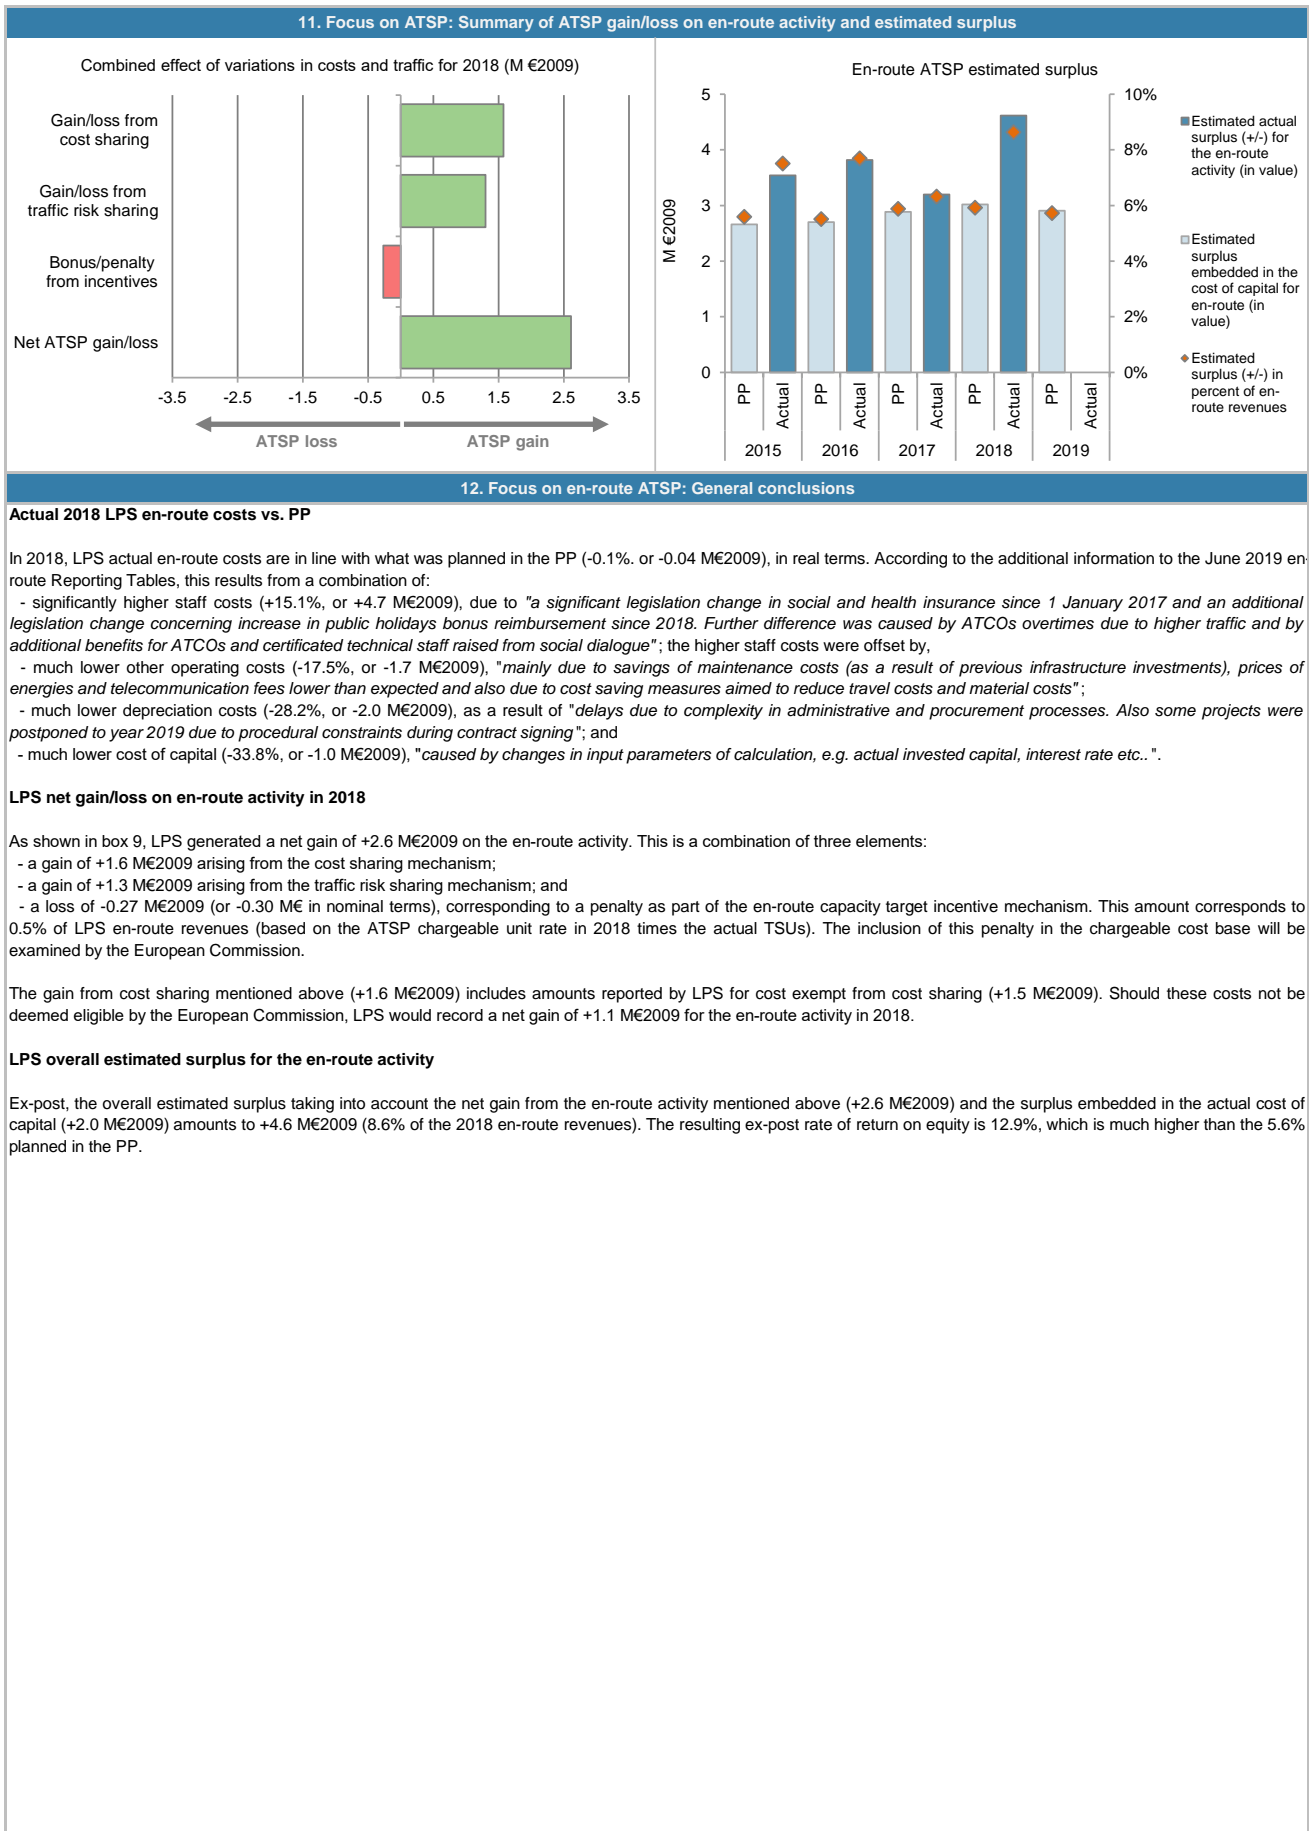 11. Focus on ATSP: Summary of ATSP gain/loss on en-route activity and estimated surplus
Combined effect of variations in costs and traffic for 2018 (M €2009)
Gain/loss from
cost sharing
Gain/loss from
traffic risk sharing
Bonus/penalty
from incentives
Net ATSP gain/loss
-3.5 -2.5 -1.5 -0.5 0.5 1.5 2.5 3.5
ATSP loss ATSP gain
En-route ATSP estimated surplus
M €2009
5
4
3
2
1
0
10%
8%
6%
4%
2%
0%
PP Actual PP Actual PP Actual PP Actual PP Actual
2015 2016 2017 2018 2019
Estimated actual
surplus (+/-) for
the en-route
activity (in value)
Estimated
surplus
embedded in the
cost of capital for
en-route (in
value)
Estimated
surplus (+/-) in
percent of en-
route revenues
12. Focus on en-route ATSP: General conclusions
Actual 2018 LPS en-route costs vs. PP
In 2018, LPS actual en-route costs are in line with what was planned in the PP (-0.1%. or -0.04 M€2009), in real terms. According to the additional information to the June 2019 en-
route Reporting Tables, this results from a combination of:
- significantly higher staff costs (+15.1%, or +4.7 M€2009), due to "a significant legislation change in social and health insurance since 1 January 2017 and an additional
legislation change concerning increase in public holidays bonus reimbursement since 2018. Further difference was caused by ATCOs overtimes due to higher traffic and by
additional benefits for ATCOs and certificated technical staff raised from social dialogue"; the higher staff costs were offset by,
- much lower other operating costs (-17.5%, or -1.7 M€2009), "mainly due to savings of maintenance costs (as a result of previous infrastructure investments), prices of
energies and telecommunication fees lower than expected and also due to cost saving measures aimed to reduce travel costs and material costs";
- much lower depreciation costs (-28.2%, or -2.0 M€2009), as a result of "delays due to complexity in administrative and procurement processes. Also some projects were
postponed to year 2019 due to procedural constraints during contract signing"; and
- much lower cost of capital (-33.8%, or -1.0 M€2009), "caused by changes in input parameters of calculation, e.g. actual invested capital, interest rate etc..".
LPS net gain/loss on en-route activity in 2018
As shown in box 9, LPS generated a net gain of +2.6 M€2009 on the en-route activity. This is a combination of three elements:
- a gain of +1.6 M€2009 arising from the cost sharing mechanism;
- a gain of +1.3 M€2009 arising from the traffic risk sharing mechanism; and
- a loss of -0.27 M€2009 (or -0.30 M€ in nominal terms), corresponding to a penalty as part of the en-route capacity target incentive mechanism. This amount corresponds to
0.5% of LPS en-route revenues (based on the ATSP chargeable unit rate in 2018 times the actual TSUs). The inclusion of this penalty in the chargeable cost base will be
examined by the European Commission.
The gain from cost sharing mentioned above (+1.6 M€2009) includes amounts reported by LPS for cost exempt from cost sharing (+1.5 M€2009). Should these costs not be
deemed eligible by the European Commission, LPS would record a net gain of +1.1 M€2009 for the en-route activity in 2018.
LPS overall estimated surplus for the en-route activity
Ex-post, the overall estimated surplus taking into account the net gain from the en-route activity mentioned above (+2.6 M€2009) and the surplus embedded in the actual cost of
capital (+2.0 M€2009) amounts to +4.6 M€2009 (8.6% of the 2018 en-route revenues). The resulting ex-post rate of return on equity is 12.9%, which is much higher than the 5.6%
planned in the PP.